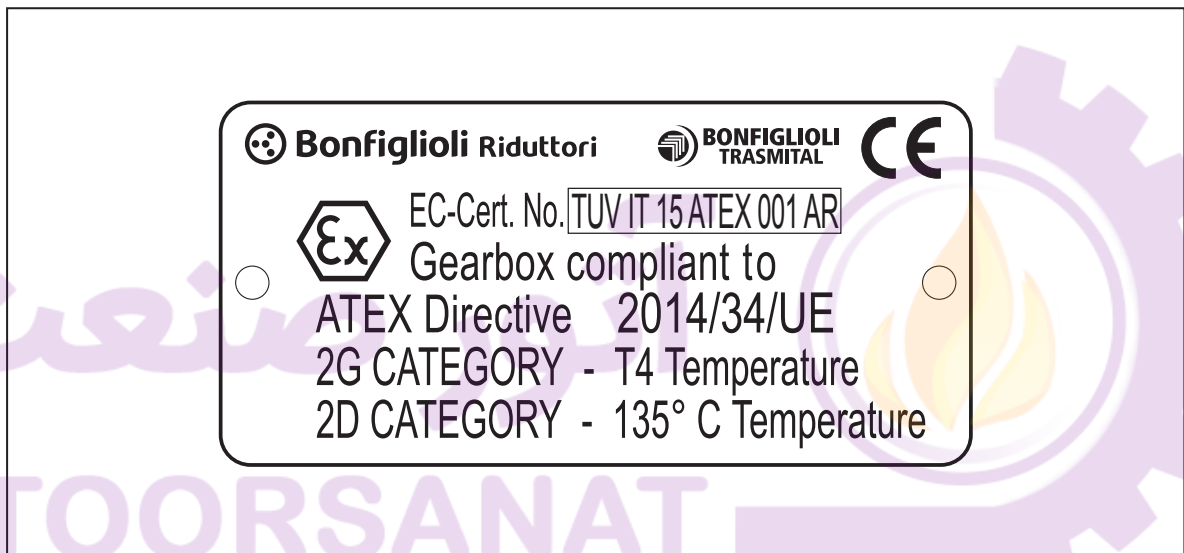 Bonfiglioli Riduttori
BONFIGLIOLI
TRASMITAL
CE
Ex
EC-Cert. No. TUV IT 15 ATEX 001 AR
Gearbox compliant to
ATEX Directive 2014/34/UE
2G CATEGORY - T4 Temperature
2D CATEGORY - 135° C Temperature
صنعت
TOORSANAT